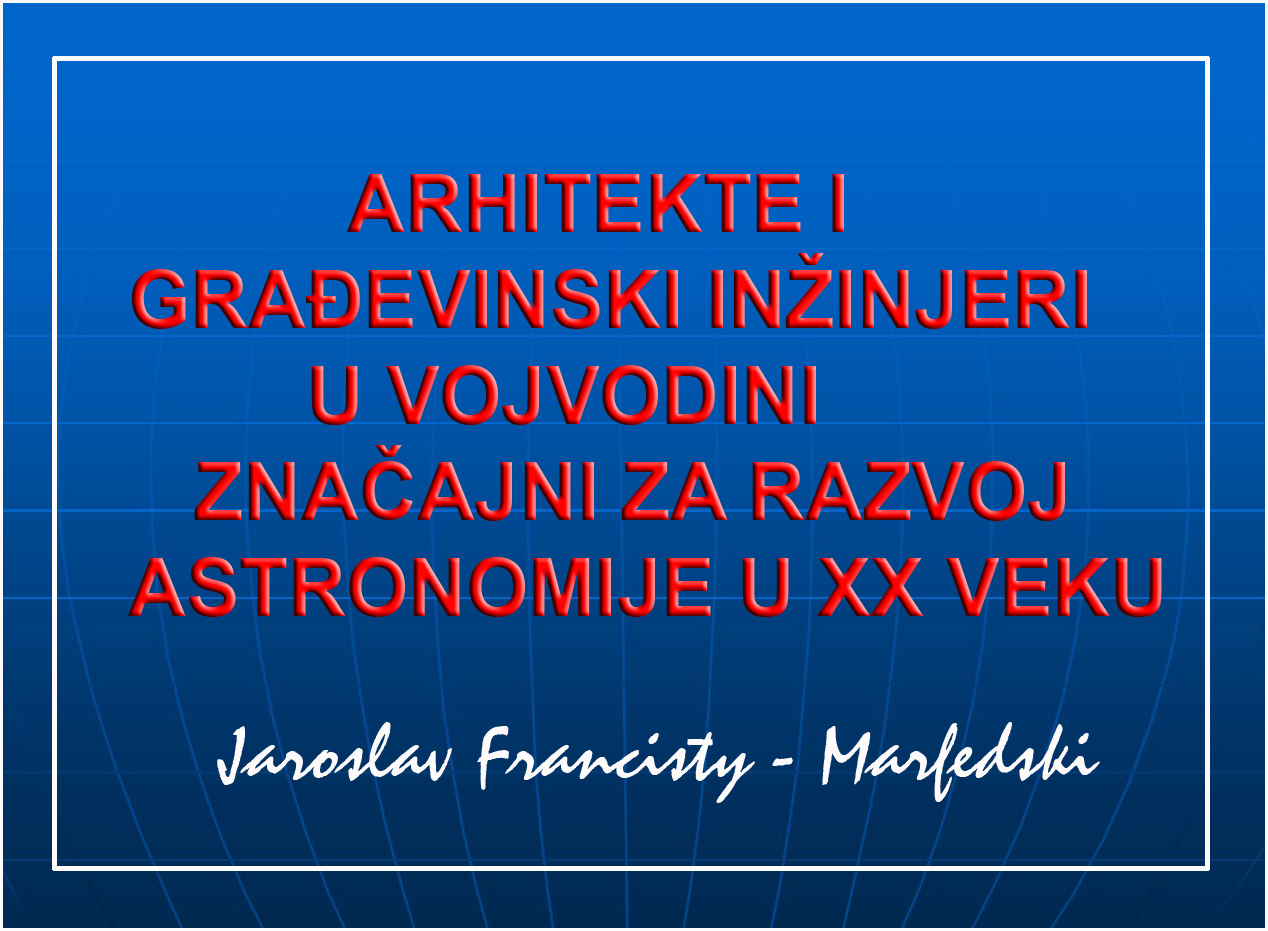 ARHITEKTE I
GRAĐEVINSKI INŽINJERI
U VOJVODINI
ZNAČAJNI ZA RAZVOJ
ASTRONOMIJE U XX VEKU
Jaroslav Francisty - Marfedski